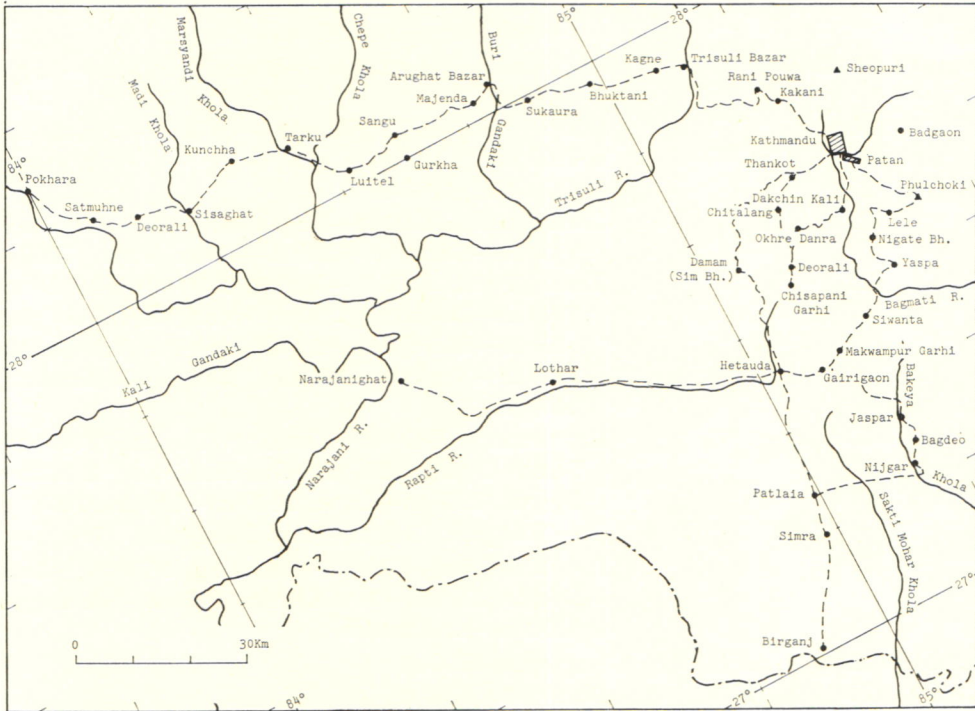 Marsyandi
Khola
Chepe
Khola
Buri
Gandaki
85°
28°
Madi
Khola
Arughat Bazar
Majenda
Kagne
Trisuli Bazar
Rani Pouwa
Sheopuri
Kakani
Sukaura
Bhuktani
Sangu
Tarku
Kunchha
Gurkha
Luitel
Kathmandu
Badgaon
Patan
84°
Pokhara
Thankot
Phulchoki
Trisuli R.
Satmuhne
Deorali
Sisaghat
Dakchin Kali
Chitalang
Lele
Okhre Danra
Nigate Bh.
Damam
(Sim Bh.)
Deorali
Yaspa
Chisapani
Garhi
Bagmati R.
Siwanta
28°
Kali
Gandaki
Makwampur Garhi
Narajanighat
Lothar
Hetauda
Gairigaon
Bakeya
Khola
Jaspar
Bagdeo
Narajani R.
Rapti R.
Nijgar
Patlaia
Simra
Sakti Mohar Khola
27°
0 30Km
Birganj
84°
27°
85°